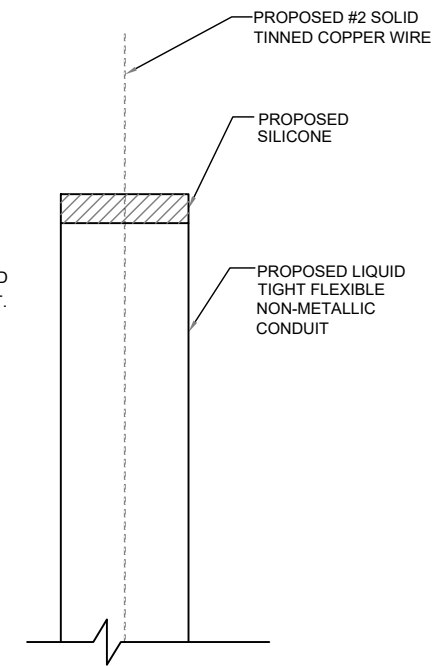 PROPOSED #2 SOLID
TINNED COPPER WIRE
PROPOSED
SILICONE
PROPOSED LIQUID
TIGHT FLEXIBLE
NON-METALLIC
CONDUIT